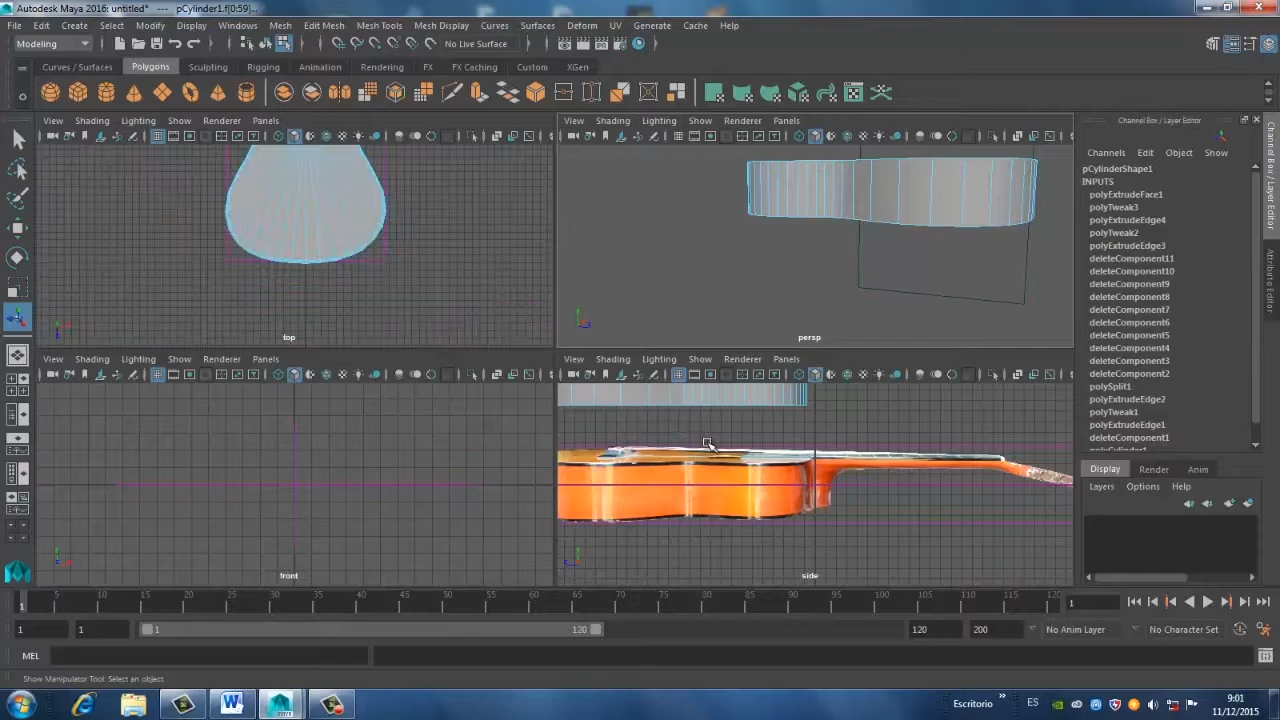 Autodesk Maya 2016: untitled* --- pCylinder1.f[0:59]...
File Edit Create Select Modify Display Windows Mesh Edit Mesh Mesh Tools Mesh Display Curves Surfaces Deform UV Generate Cache Help
Modeling No Live Surface
Curves / Surfaces Polygons Sculpting Rigging Animation Rendering FX FX Caching Custom XGen
View Shading Lighting Show Renderer Panels
View Shading Lighting Show Renderer Panels
Channel Box / Layer Editor
Channels Edit Object Show
pCylinderShape1
INPUTS
polyExtrudeFace1
polyTweak3
polyExtrudeEdge4
polyTweak2
polyExtrudeEdge3
deleteComponent11
deleteComponent10
deleteComponent9
deleteComponent8
deleteComponent7
deleteComponent6
deleteComponent5
deleteComponent4
deleteComponent3
deleteComponent2
polySplit1
polyExtrudeEdge2
polyTweak1
polyExtrudeEdge1
deleteComponent1
Channel Box / Layer Editor
Attribute Editor
top
persp
View Shading Lighting Show Renderer Panels
View Shading Lighting Show Renderer Panels
front
side
Display Render Anim
Layers Options Help
1 5 10 15 20 25 30 35 40 45 50 55 60 65 70 75 80 85 90 95 100 105 110 115 120
1
1 1 1 120 120 200 No Anim Layer No Character Set
MEL
Show Manipulator Tool: Select an object.
Escritorio » ES 9:01
11/12/2015